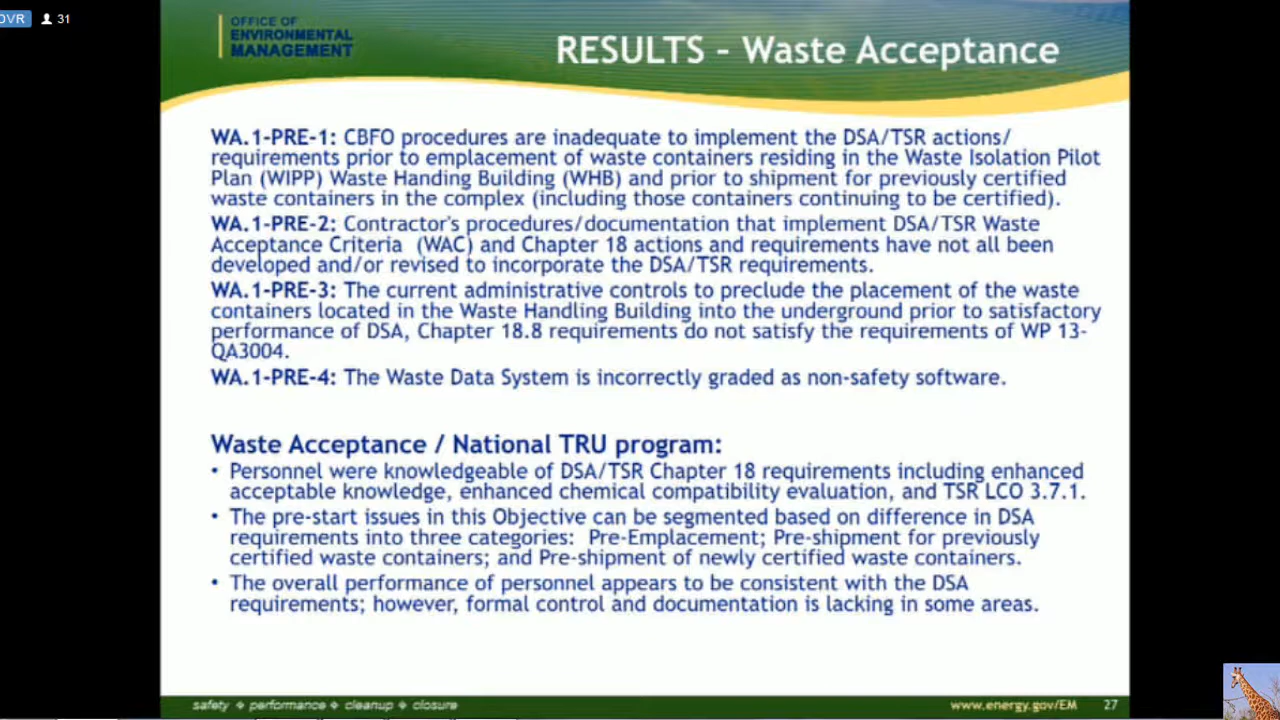 OVR 31
OFFICE OF
ENVIRONMENTAL
MANAGEMENT
RESULTS - Waste Acceptance
WA.1-PRE-1: CBFO procedures are inadequate to implement the DSA/TSR actions/
requirements prior to emplacement of waste containers residing in the Waste Isolation Pilot
Plan (WIPP) Waste Handing Building (WHB) and prior to shipment for previously certified
waste containers in the complex (including those containers continuing to be certified).
WA.1-PRE-2: Contractor's procedures/documentation that implement DSA/TSR Waste
Acceptance Criteria (WAC) and Chapter 18 actions and requirements have not all been
developed and/or revised to incorporate the DSA/TSR requirements.
WA.1-PRE-3: The current administrative controls to preclude the placement of the waste
containers located in the Waste Handling Building into the underground prior to satisfactory
performance of DSA, Chapter 18.8 requirements do not satisfy the requirements of WP 13-
QA3004.
WA.1-PRE-4: The Waste Data System is incorrectly graded as non-safety software.
Waste Acceptance / National TRU program:
• Personnel were knowledgeable of DSA/TSR Chapter 18 requirements including enhanced
acceptable knowledge, enhanced chemical compatibility evaluation, and TSR LCO 3.7.1.
• The pre-start issues in this Objective can be segmented based on difference in DSA
requirements into three categories: Pre-Emplacement; Pre-shipment for previously
certified waste containers; and Pre-shipment of newly certified waste containers.
• The overall performance of personnel appears to be consistent with the DSA
requirements; however, formal control and documentation is lacking in some areas.
safety ❖ performance ❖ cleanup ❖ closure
www.energy.gov/EM 27